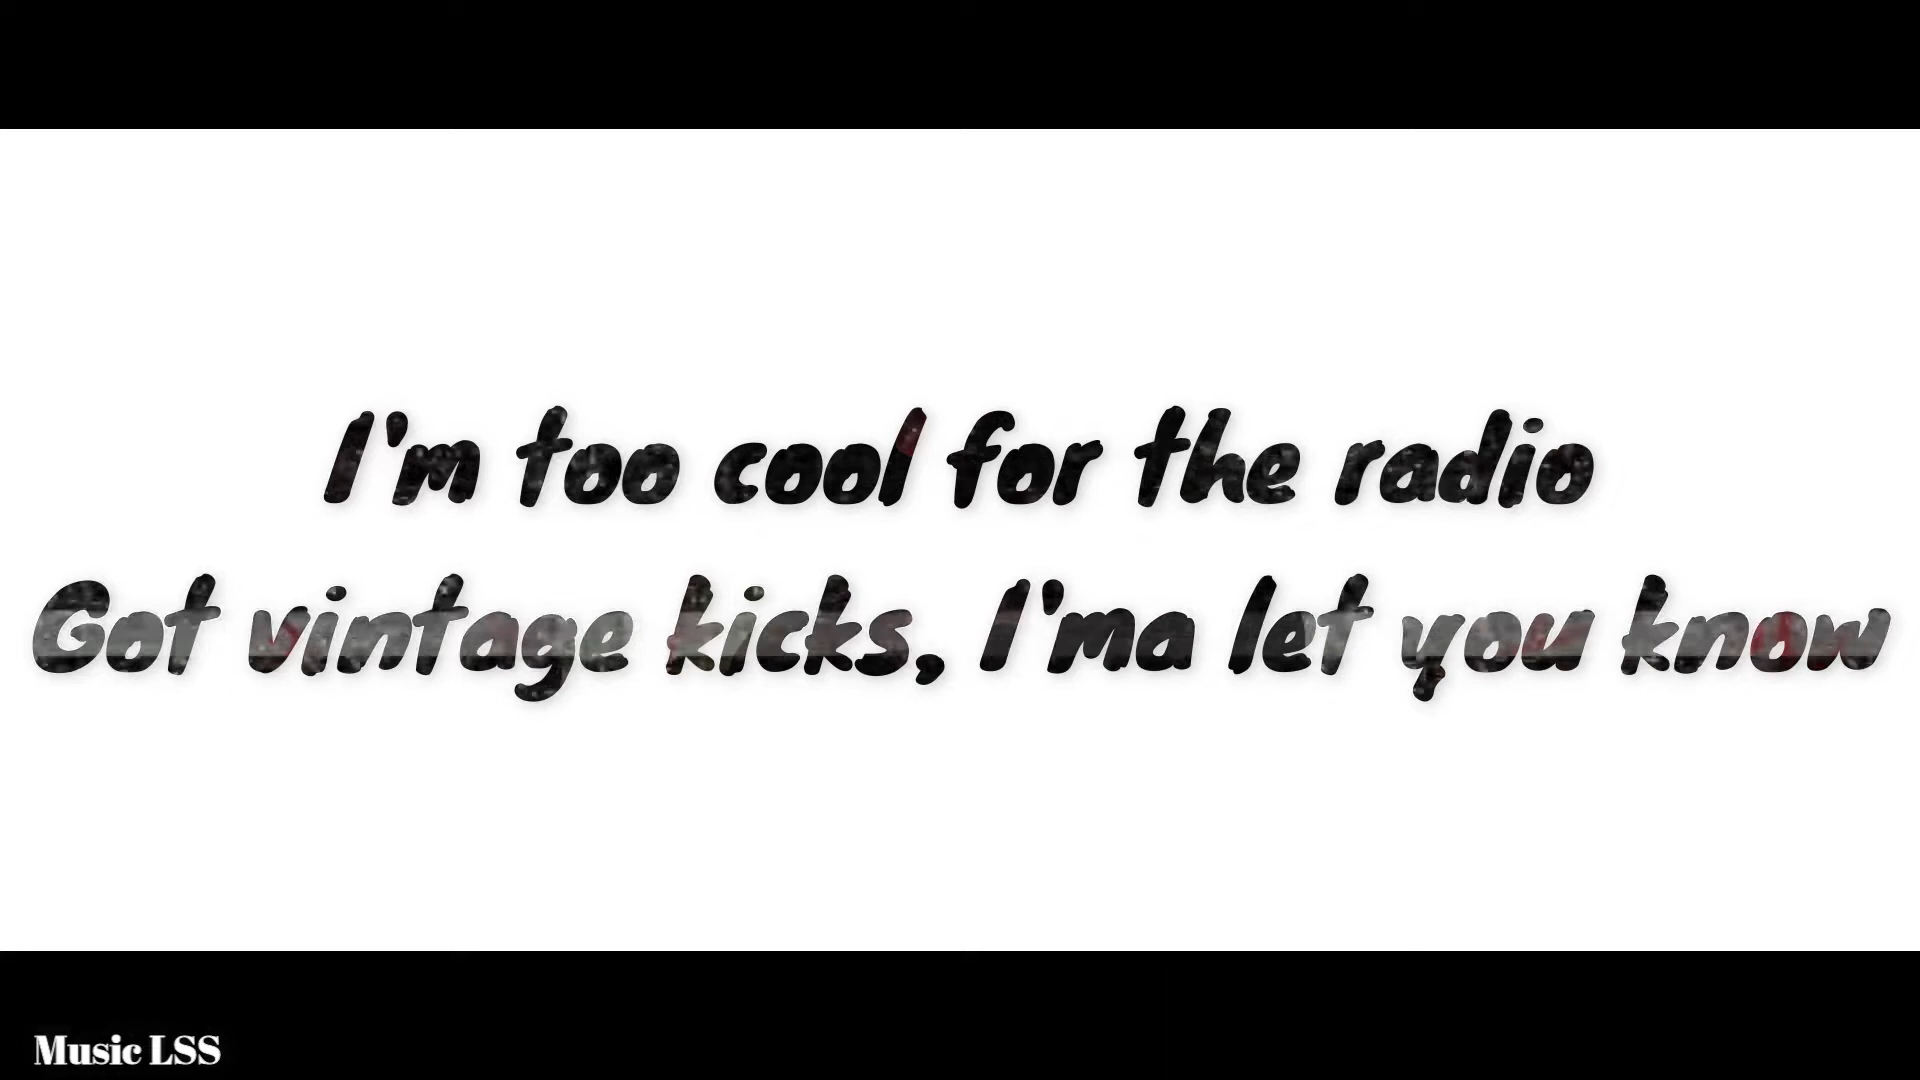 I'm too cool for the radio
Got vintage kicks, I'ma let you know
Music LSS